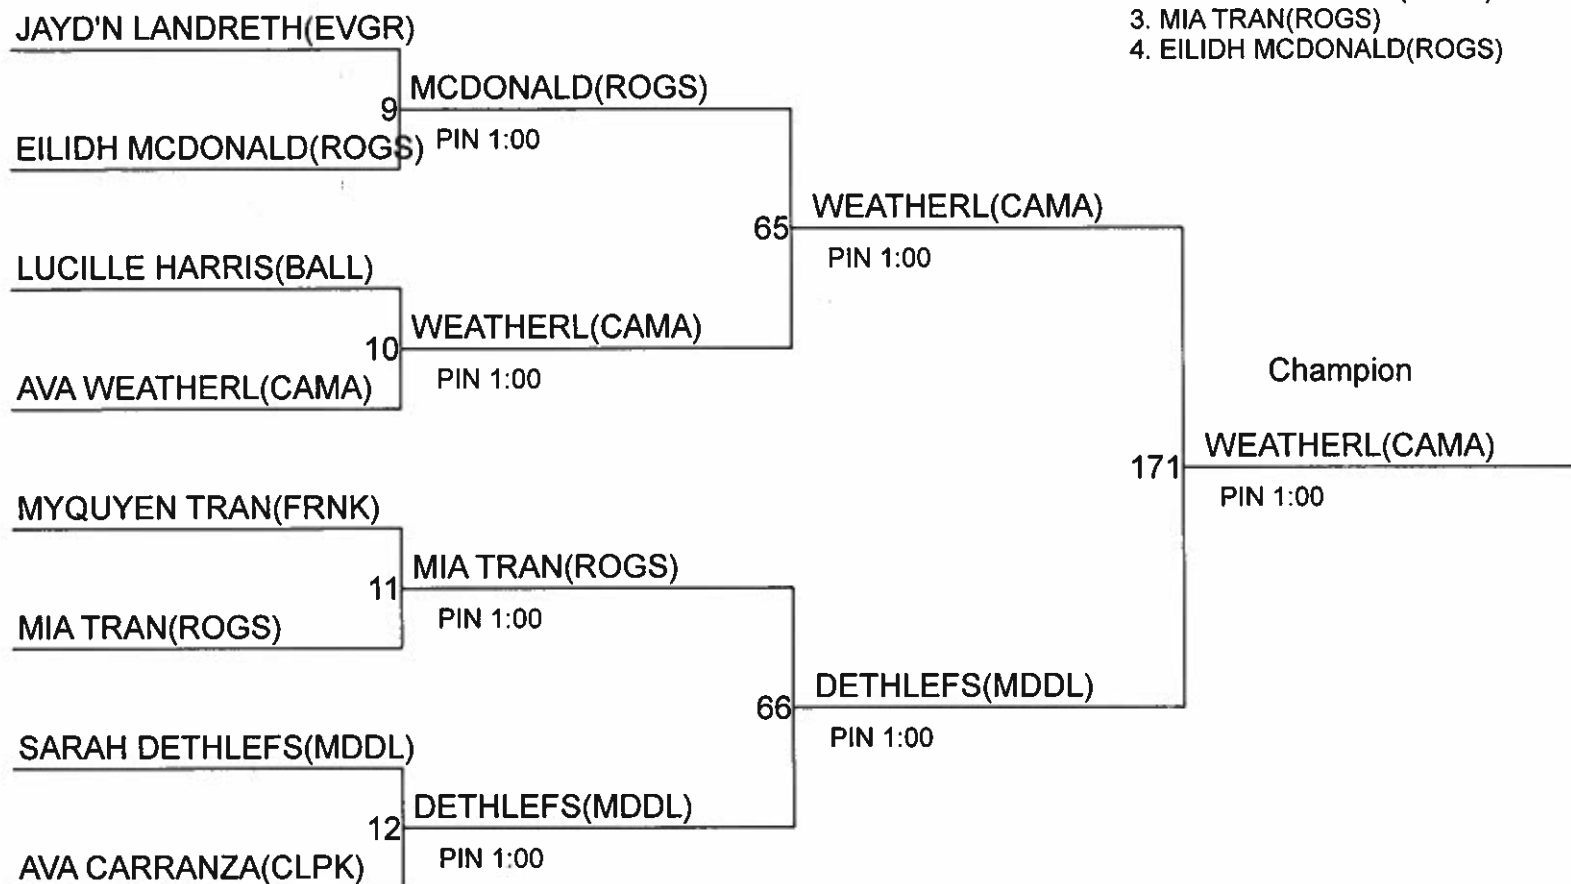 3. MIA TRAN(ROGS)
4. EILIDH MCDONALD(ROGS)
JAYD'N LANDRETH(EVGR)
9
MCDONALD(ROGS)
PIN 1:00
EILIDH MCDONALD(ROGS)
65
WEATHERL(CAMA)
PIN 1:00
LUCILLE HARRIS(BALL)
10
WEATHERL(CAMA)
PIN 1:00
AVA WEATHERL(CAMA)
Champion
171
WEATHERL(CAMA)
PIN 1:00
MYQUYEN TRAN(FRNK)
11
MIA TRAN(ROGS)
PIN 1:00
MIA TRAN(ROGS)
66
DETHLEFS(MDDL)
PIN 1:00
SARAH DETHLEFS(MDDL)
12
DETHLEFS(MDDL)
PIN 1:00
AVA CARRANZA(CLPK)